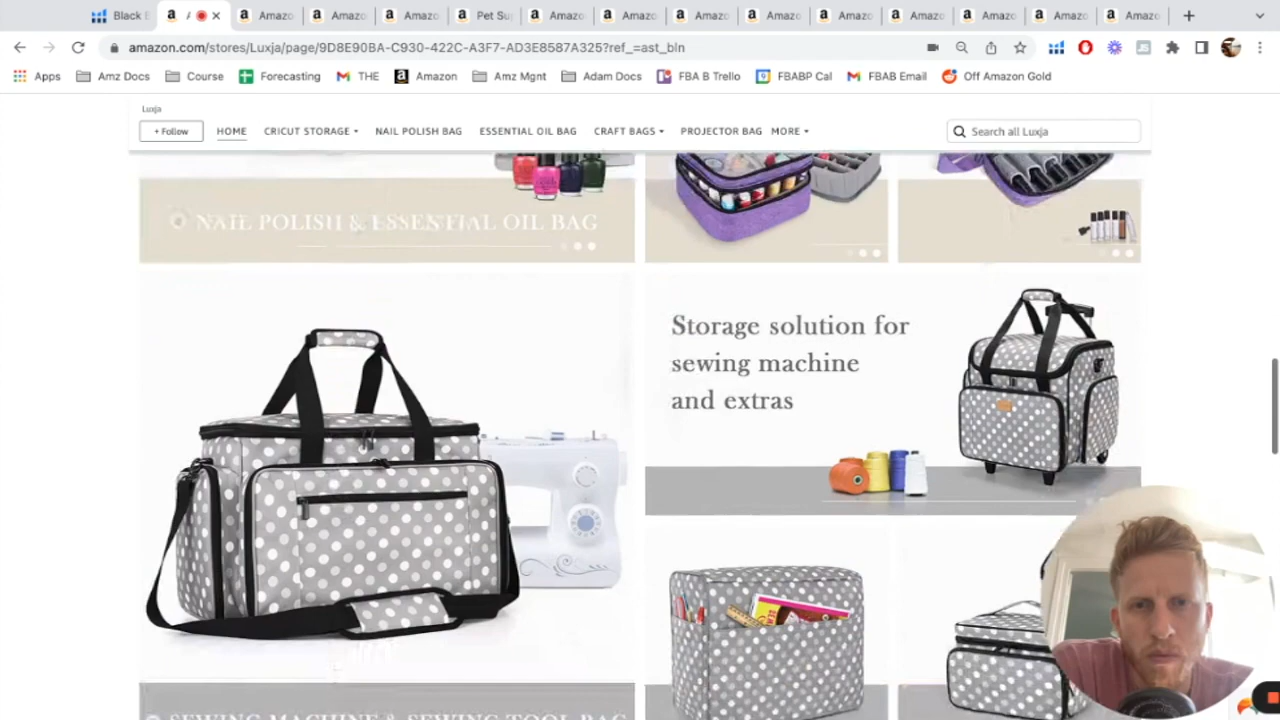 Black B
Amazo
Amazo
Amazo
Pet Sup
Amazo
Amazo
Amazo
Amazo
Amazo
Amazo
Amazo
Amazo
Amazo
amazon.com/stores/Luxja/page/9D8E90BA-C930-422C-A3F7-AD3E8587A325?ref_=ast_bln
Apps
Amz Docs
Course
Forecasting
THE
Amazon
Amz Mgnt
Adam Docs
FBA B Trello
FBABP Cal
FBAB Email
Off Amazon Gold
Luxja
+ Follow
HOME
CRICUT STORAGE
NAIL POLISH BAG
ESSENTIAL OIL BAG
CRAFT BAGS
PROJECTOR BAG
MORE
Search all Luxja
NAIL POLISH & ESSENTIAL OIL BAG
Storage solution for
sewing machine
and extras
SEWING MACHINE & SEWING TOOL BAG